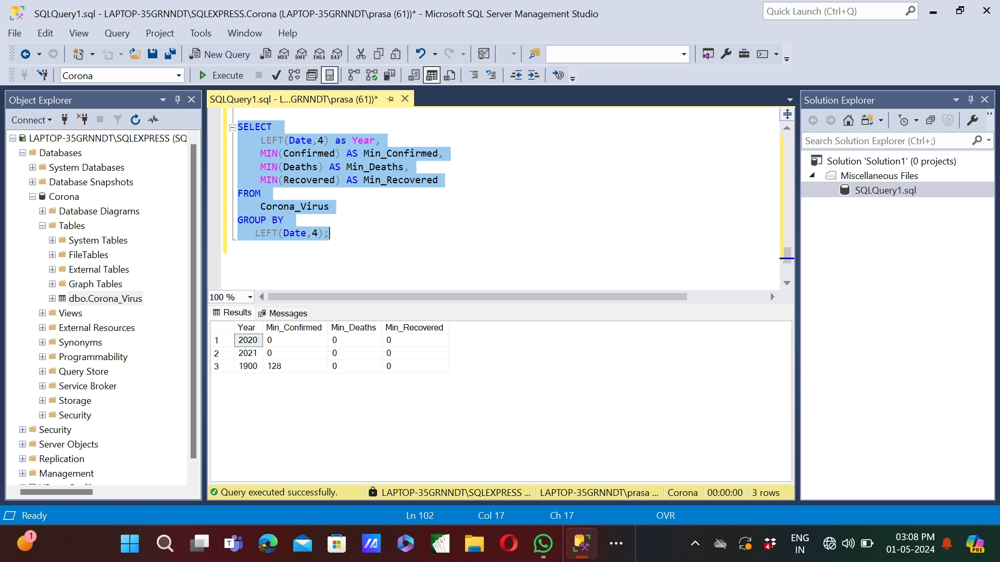 SQLQuery1.sql - LAPTOP-35GRNNDT\SQLEXPRESS.Corona (LAPTOP-35GRNNDT\prasa (61))* - Microsoft SQL Server Management Studio
Quick Launch (Ctrl+Q)
File Edit View Query Project Tools Window Help
New Query MDX DMX XMLA DAX
Corona Execute
Object Explorer
Connect
LAPTOP-35GRNNDT\SQLEXPRESS (SQ
Databases
System Databases
Database Snapshots
Corona
Database Diagrams
Tables
System Tables
FileTables
External Tables
Graph Tables
dbo.Corona_Virus
Views
External Resources
Synonyms
Programmability
Query Store
Service Broker
Storage
Security
Security
Server Objects
Replication
Management
SQLQuery1.sql - L...GRNNDT\prasa (61))*
SELECT
LEFT(Date,4) as Year,
MIN(Confirmed) AS Min_Confirmed,
MIN(Deaths) AS Min_Deaths,
MIN(Recovered) AS Min_Recovered
FROM
Corona_Virus
GROUP BY
LEFT(Date,4);
100 %
Results Messages
Year Min_Confirmed Min_Deaths Min_Recovered
1 2020 0 0 0
2 2021 0 0 0
3 1900 128 0 0
Query executed successfully. LAPTOP-35GRNNDT\SQLEXPRESS ... LAPTOP-35GRNNDT\prasa ... Corona 00:00:00 3 rows
Solution Explorer
Search Solution Explorer (Ctrl+;)
Solution 'Solution1' (0 projects)
Miscellaneous Files
SQLQuery1.sql
Ready Ln 102 Col 17 Ch 17 OVR
1
4
ENG
IN
03:08 PM
01-05-2024
PRE